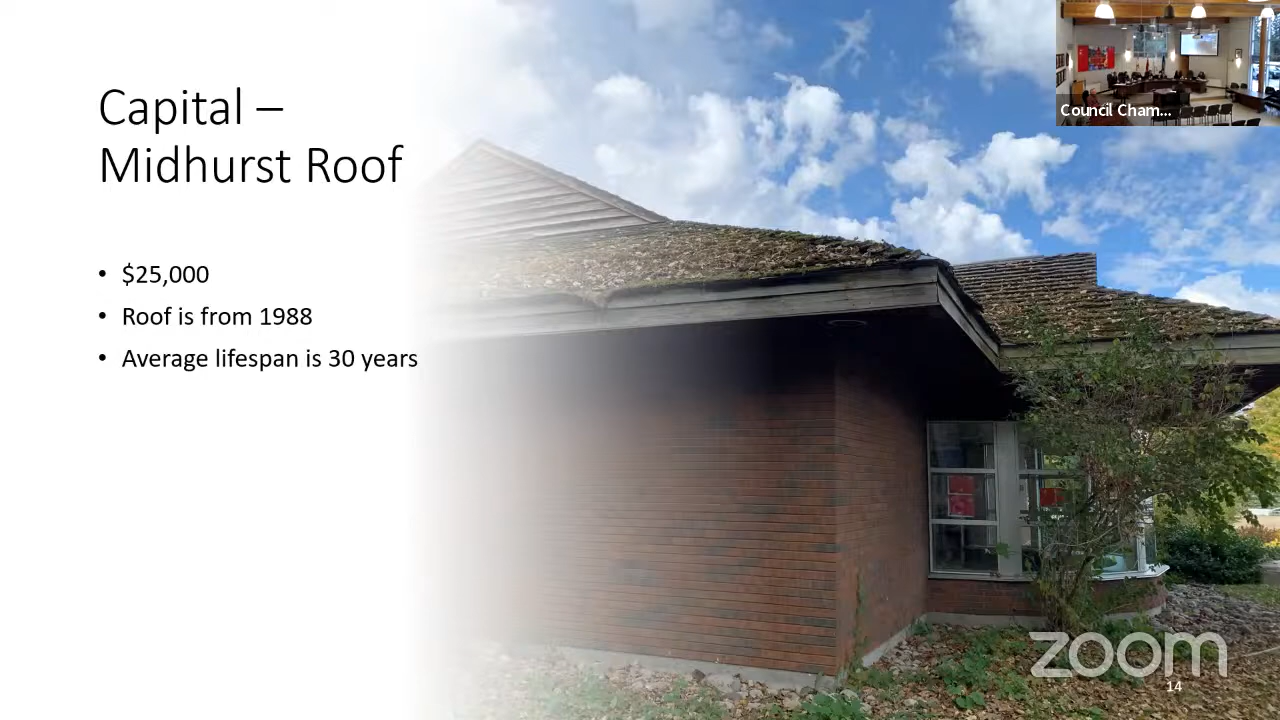 Capital –
Midhurst Roof
• $25,000
• Roof is from 1988
• Average lifespan is 30 years
Council Cham...
zoom
14